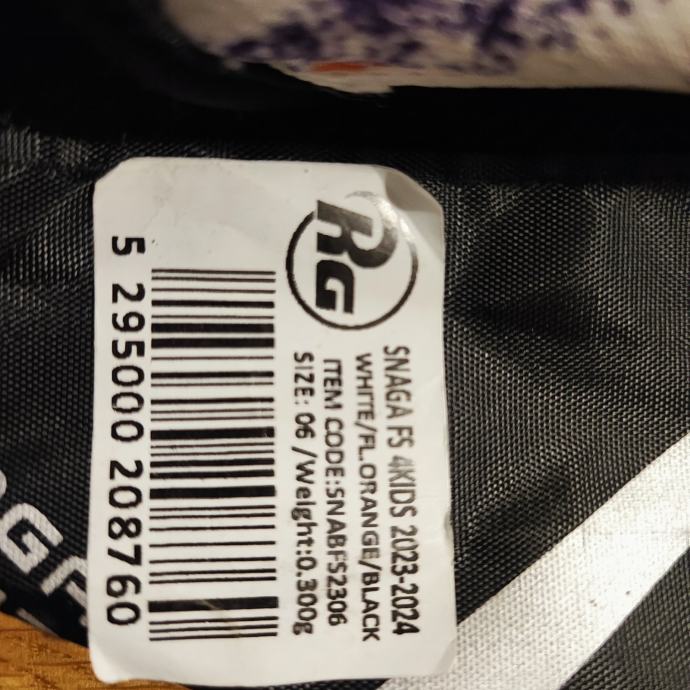 RG
SNAGA FS 4KIDS 2023-2024
WHITE/FL.ORANGE/BLACK
ITEM CODE:SNABFS2306
SIZE: 06 /Weight:0.300g
5 295000 208760